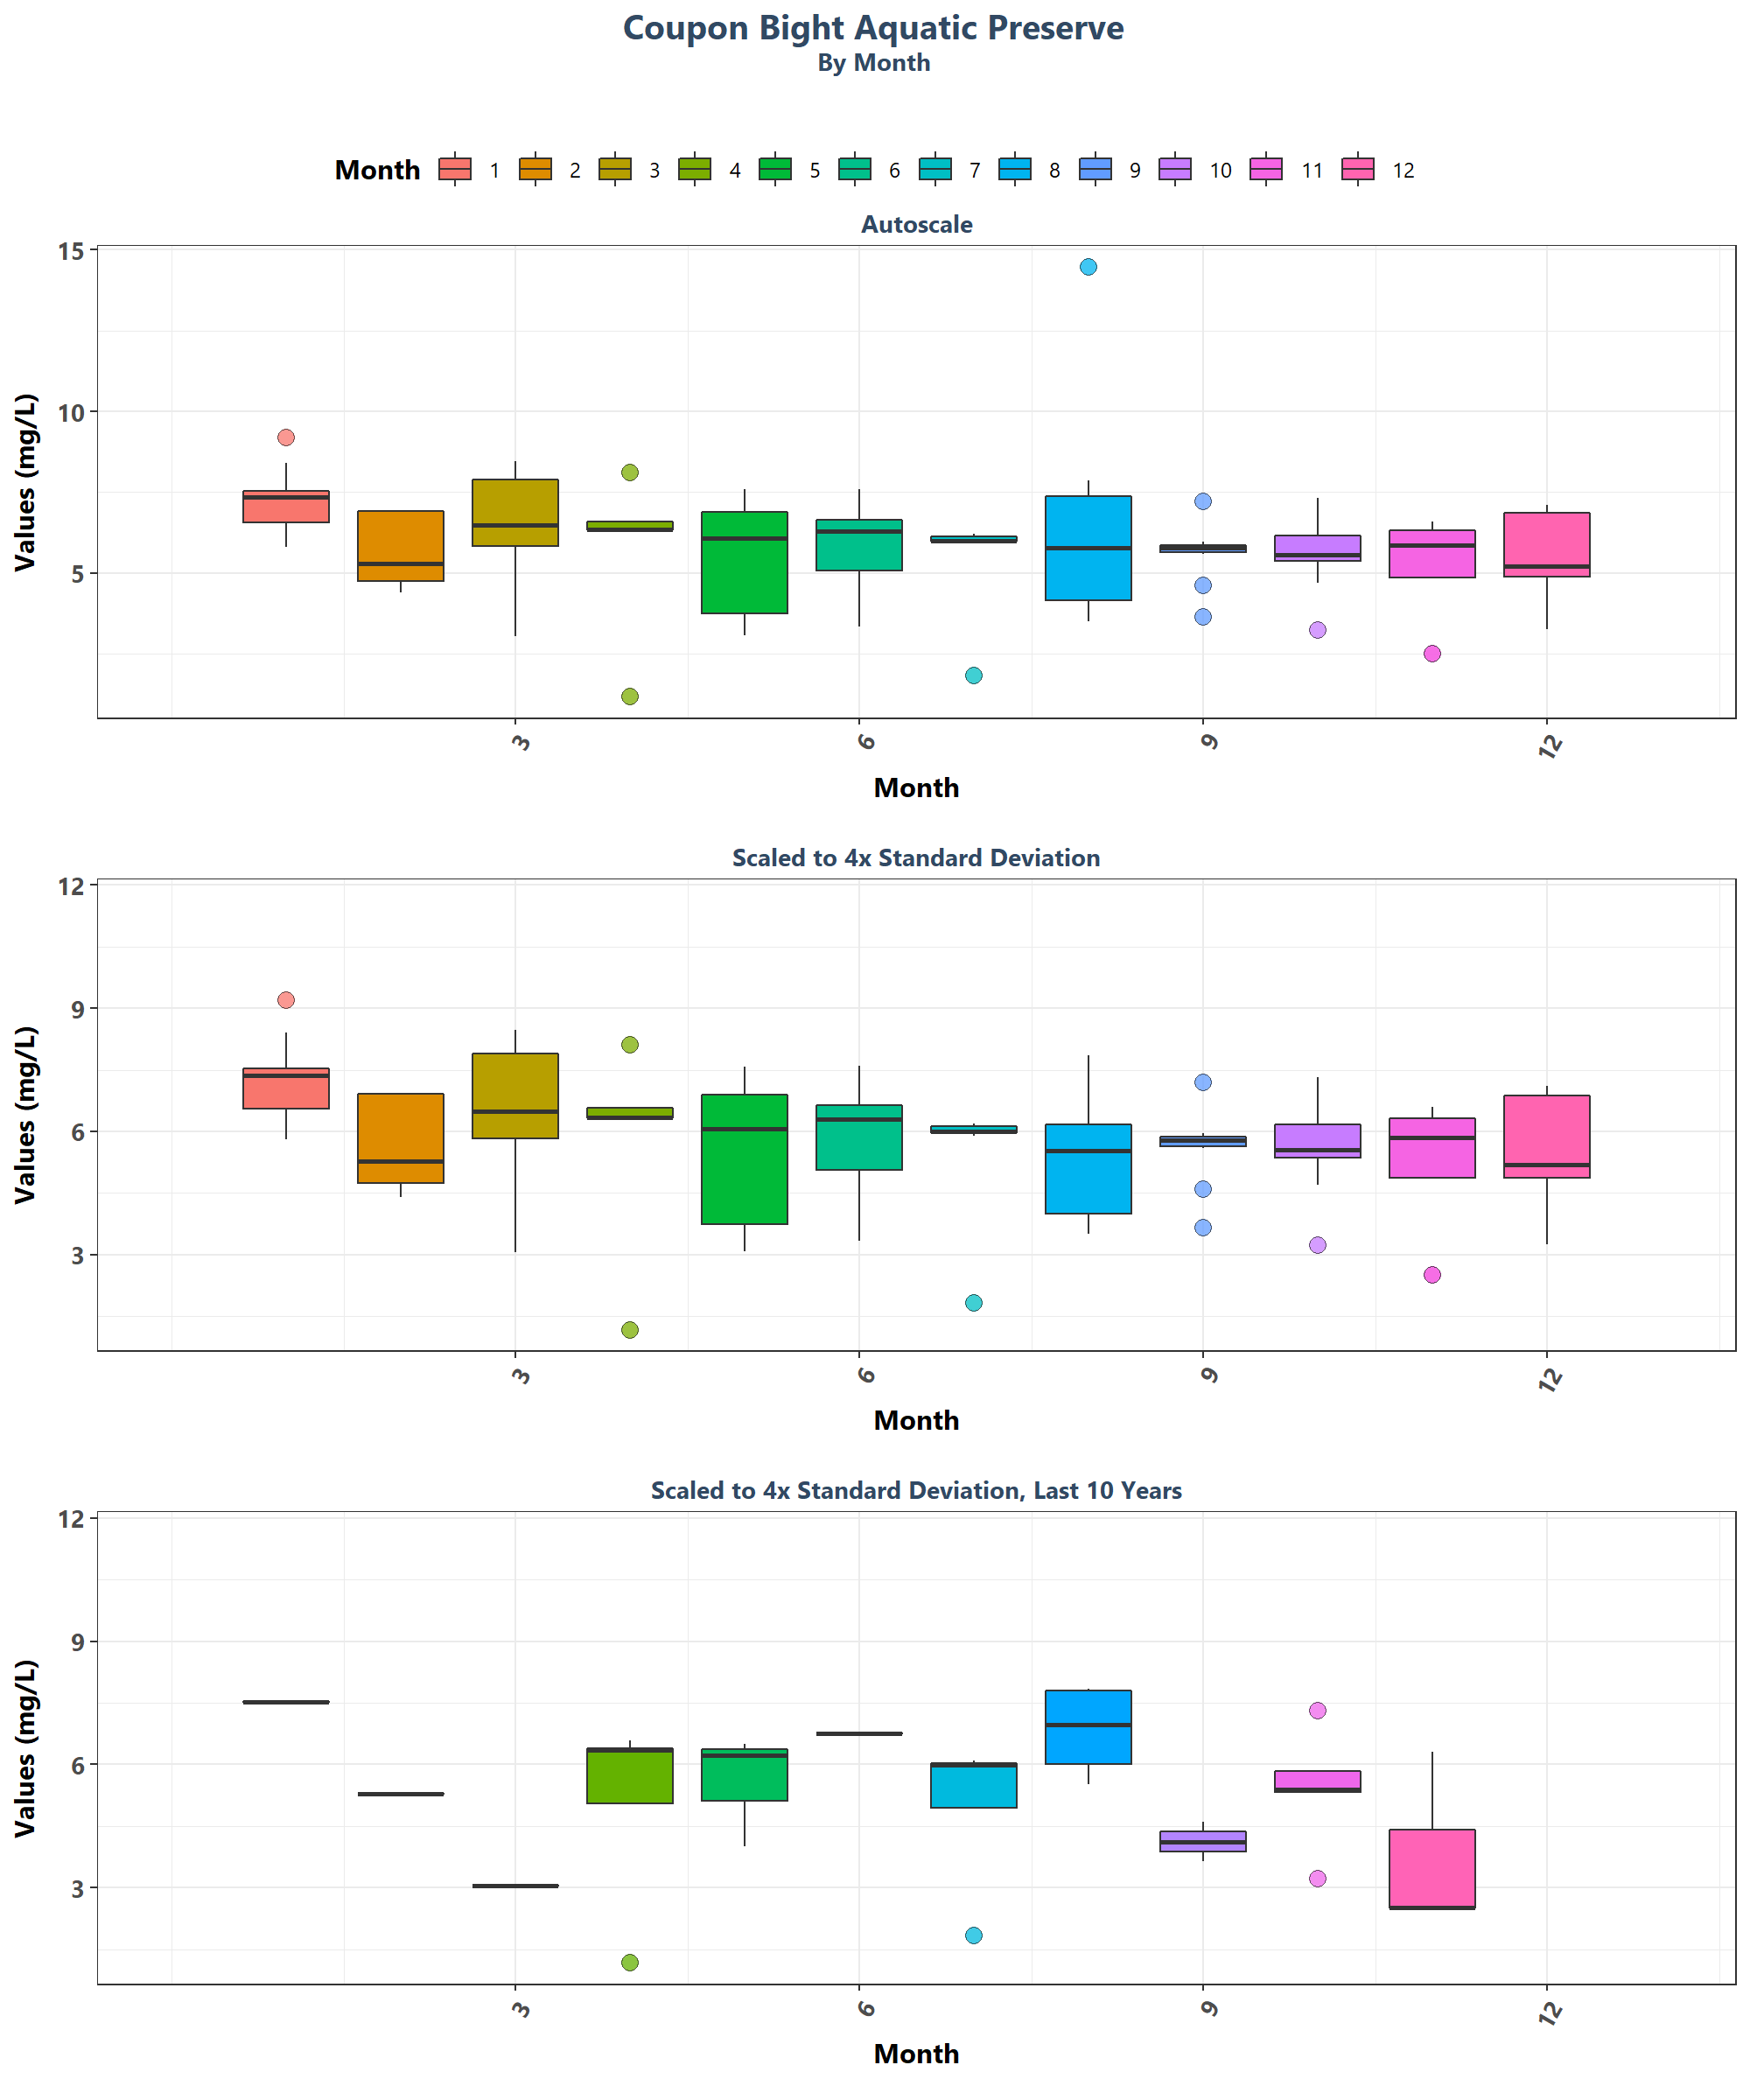 Coupon Bight Aquatic Preserve
By Month
Month 1 2 3 4 5 6 7 8 9 10 11 12
Autoscale
Values (mg/L)
15
10
5
3 6 9 12
Month
Scaled to 4x Standard Deviation
Values (mg/L)
12
9
6
3
3 6 9 12
Month
Scaled to 4x Standard Deviation, Last 10 Years
Values (mg/L)
12
9
6
3
3 6 9 12
Month